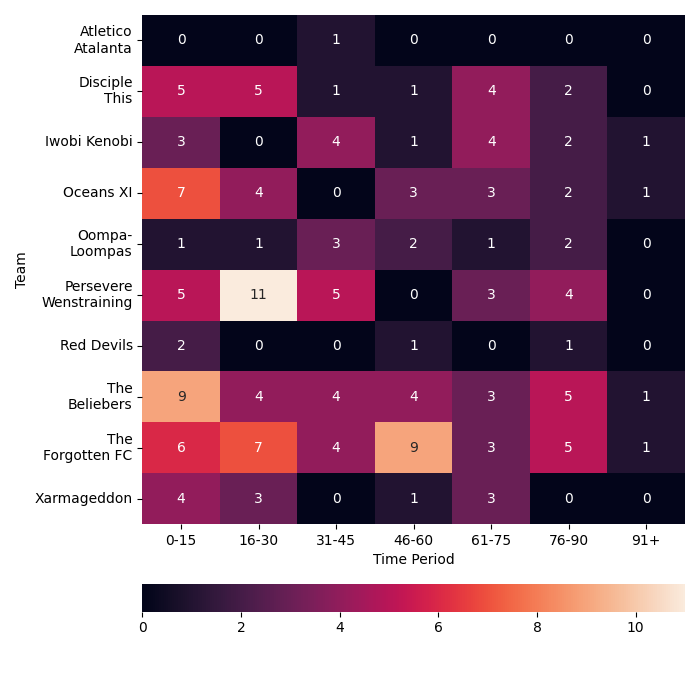 Atletico
Atalanta
0 0 1 0 0 0 0
Disciple
This
5 5 1 1 4 2 0
Iwobi Kenobi
3 0 4 1 4 2 1
Oceans XI
7 4 0 3 3 2 1
Oompa-
Loompas
1 1 3 2 1 2 0
Persevere
Wenstraining
5 11 5 0 3 4 0
Red Devils
2 0 0 1 0 1 0
The
Beliebers
9 4 4 4 3 5 1
The
Forgotten FC
6 7 4 9 3 5 1
Xarmageddon
4 3 0 1 3 0 0
Team
0-15 16-30 31-45 46-60 61-75 76-90 91+
Time Period
0 2 4 6 8 10